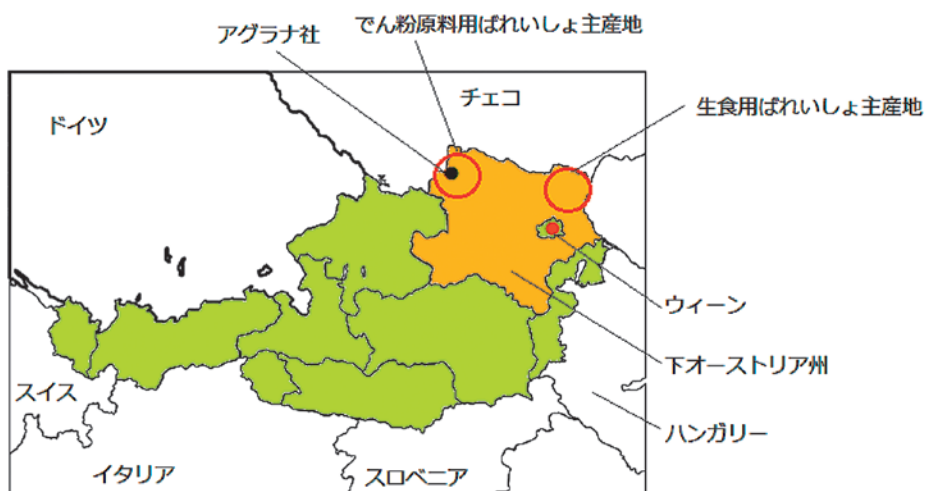 アグラナ社
でん粉原料用ばれいしょ主産地
チェコ
生食用ばれいしょ主産地
ドイツ
ウィーン
下オーストリア州
スイス
ハンガリー
イタリア
スロベニア